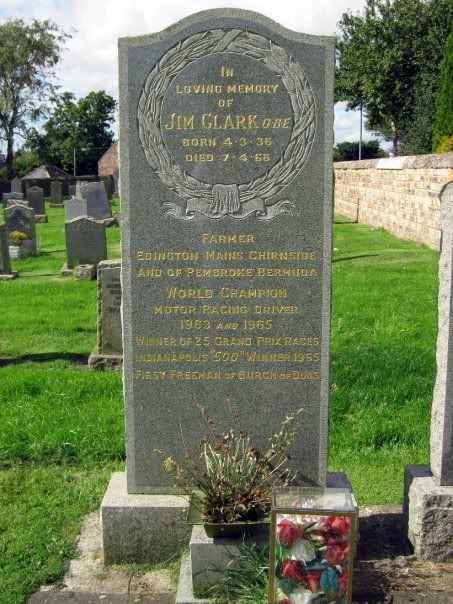 In
Loving Memory
of
Jim Clark OBE
Born 4-3-36
Died 7-4-68
Farmer
Edington Mains Chirnside
and of Pembroke Bermuda
World Champion
Motor Racing Driver
1963 and 1965
Winner of 25 Grand Prix Races
Indianapolis "500" Winner 1965
First Freeman of Burgh of Duns